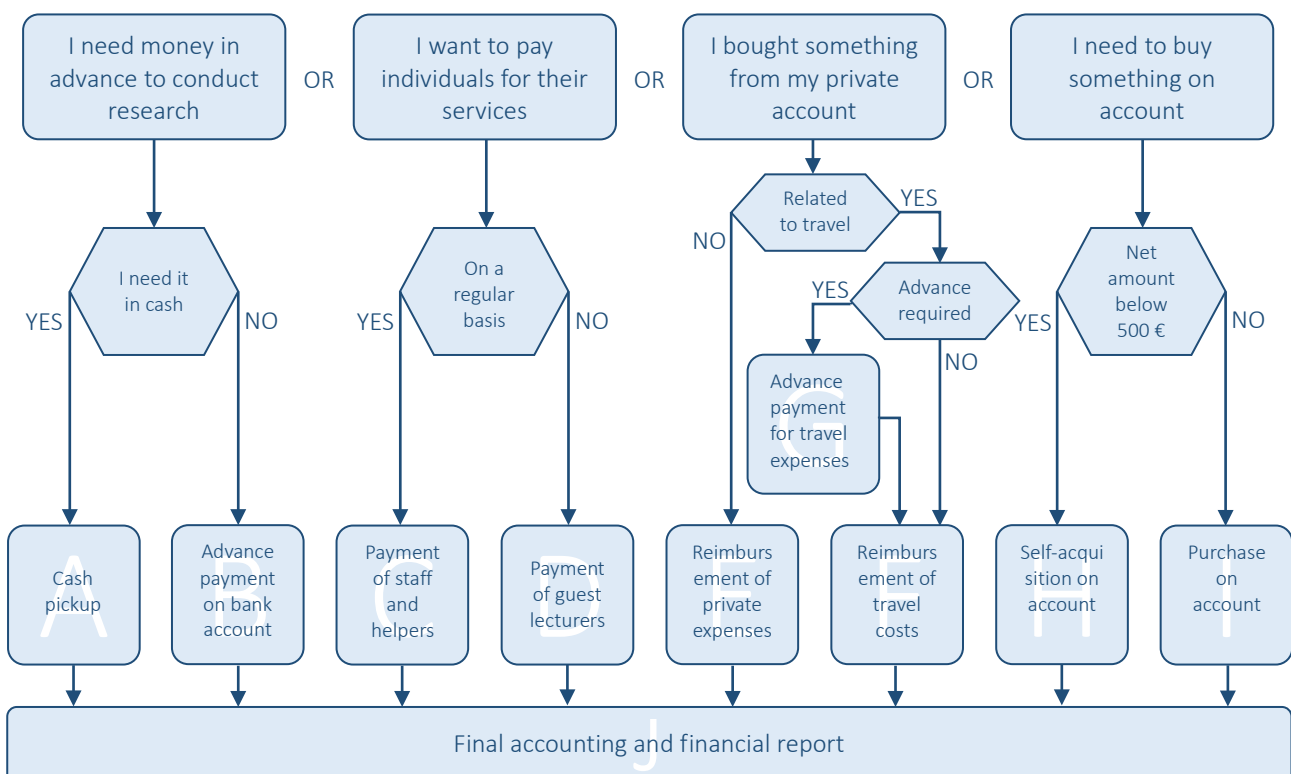 I need money in
advance to conduct
research
OR
I want to pay
individuals for their
services
OR
I bought something
from my private
account
OR
I need to buy
something on
account
I need it
in cash
YES
NO
On a
regular
basis
YES
NO
Related
to travel
YES
NO
Advance
required
YES
NO
Net
amount
below
500 €
YES
NO
G
Advance
payment
for travel
expenses
A
Cash
pickup
B
Advance
payment
on bank
account
C
Payment
of staff
and
helpers
D
Payment
of guest
lecturers
F
Reimburs
ement of
private
expenses
F
Reimburs
ement of
travel
costs
H
Self-acqui
sition on
account
I
Purchase
on
account
J
Final accounting and financial report